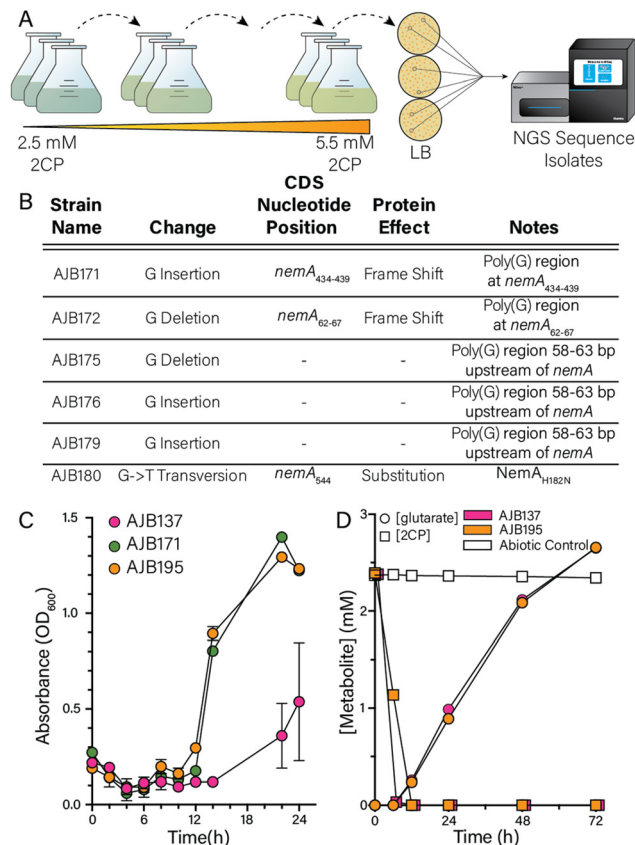 A
2.5 mM
2CP
5.5 mM
2CP
LB
NGS Sequence
Isolates
B
Strain
Name
Change
CDS
Nucleotide
Position
Protein
Effect
Notes
AJB171
G Insertion
nemA434-439
Frame Shift
Poly(G) region
at nemA434-439
AJB172
G Deletion
nemA62-67
Frame Shift
Poly(G) region
at nemA62-67
AJB175
G Deletion
-
-
Poly(G) region 58-63 bp
upstream of nemA
AJB176
G Insertion
-
-
Poly(G) region 58-63 bp
upstream of nemA
AJB179
G Insertion
-
-
Poly(G) region 58-63 bp
upstream of nemA
AJB180
G->T Transversion
nemA544
Substitution
NemAH182N
C
AJB137
AJB171
AJB195
Absorbance (OD600)
1.5
1.0
0.5
0.0
0
6
12
18
24
Time(h)
D
[glutarate]
[2CP]
AJB137
AJB195
Abiotic Control
[Metabolite] (mM)
3
2
1
0
0
24
48
72
Time (h)